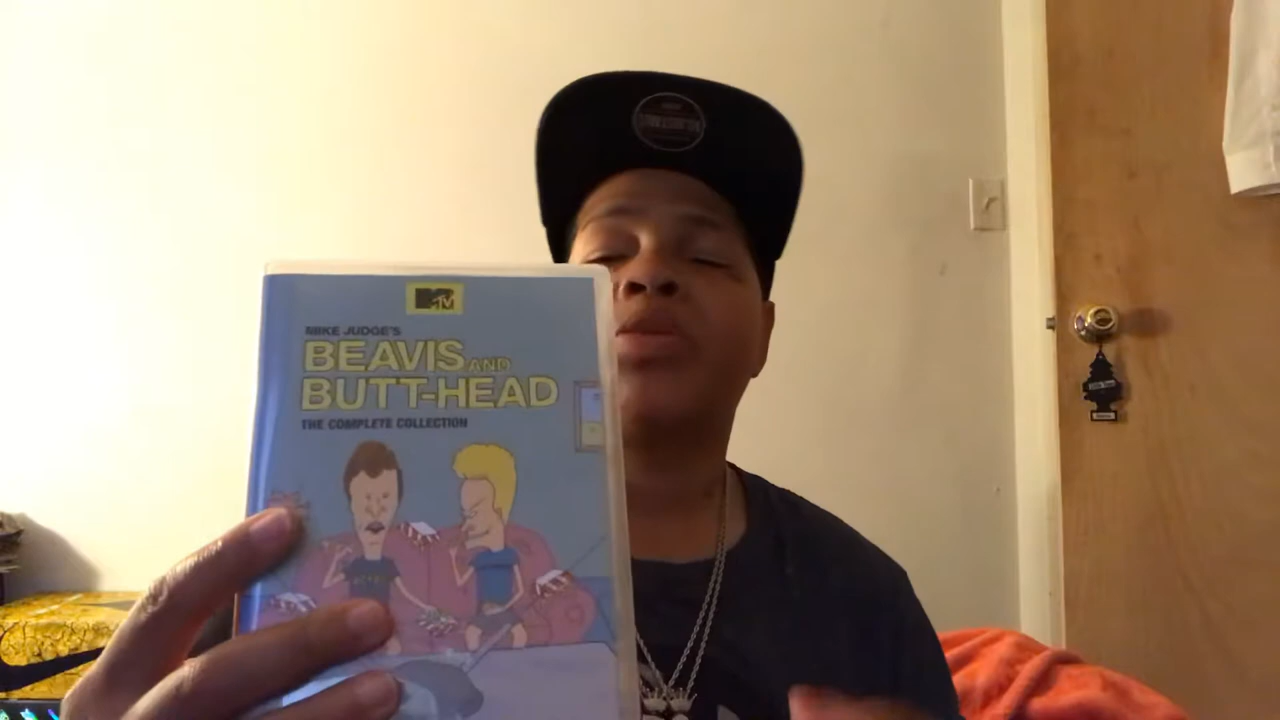 MTV
MIKE JUDGE'S
BEAVIS AND
BUTT-HEAD
THE COMPLETE COLLECTION